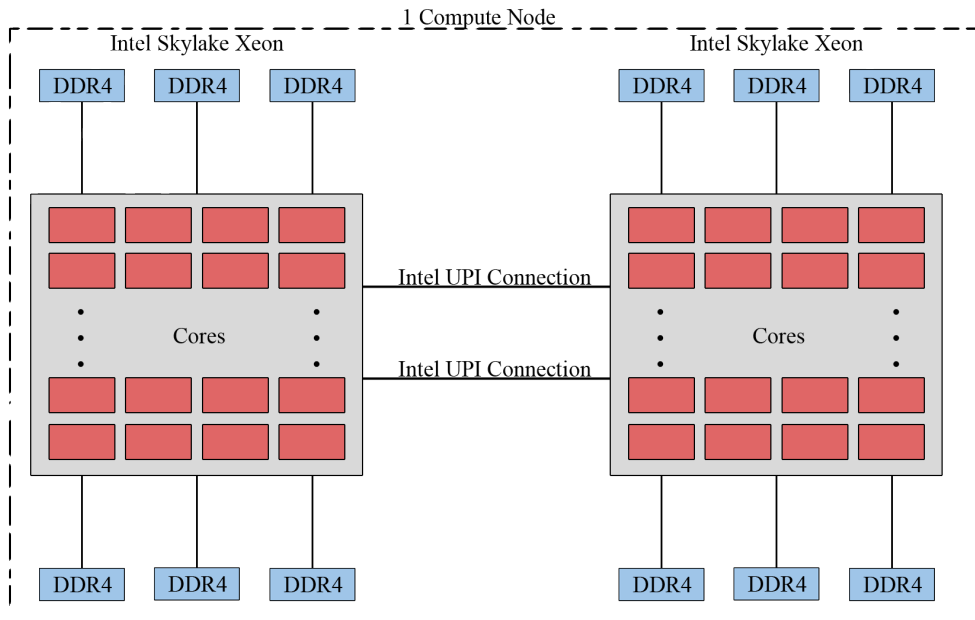 1 Compute Node
Intel Skylake Xeon
Intel Skylake Xeon
DDR4 DDR4 DDR4
DDR4 DDR4 DDR4
Intel UPI Connection
Cores
Cores
Intel UPI Connection
DDR4 DDR4 DDR4
DDR4 DDR4 DDR4